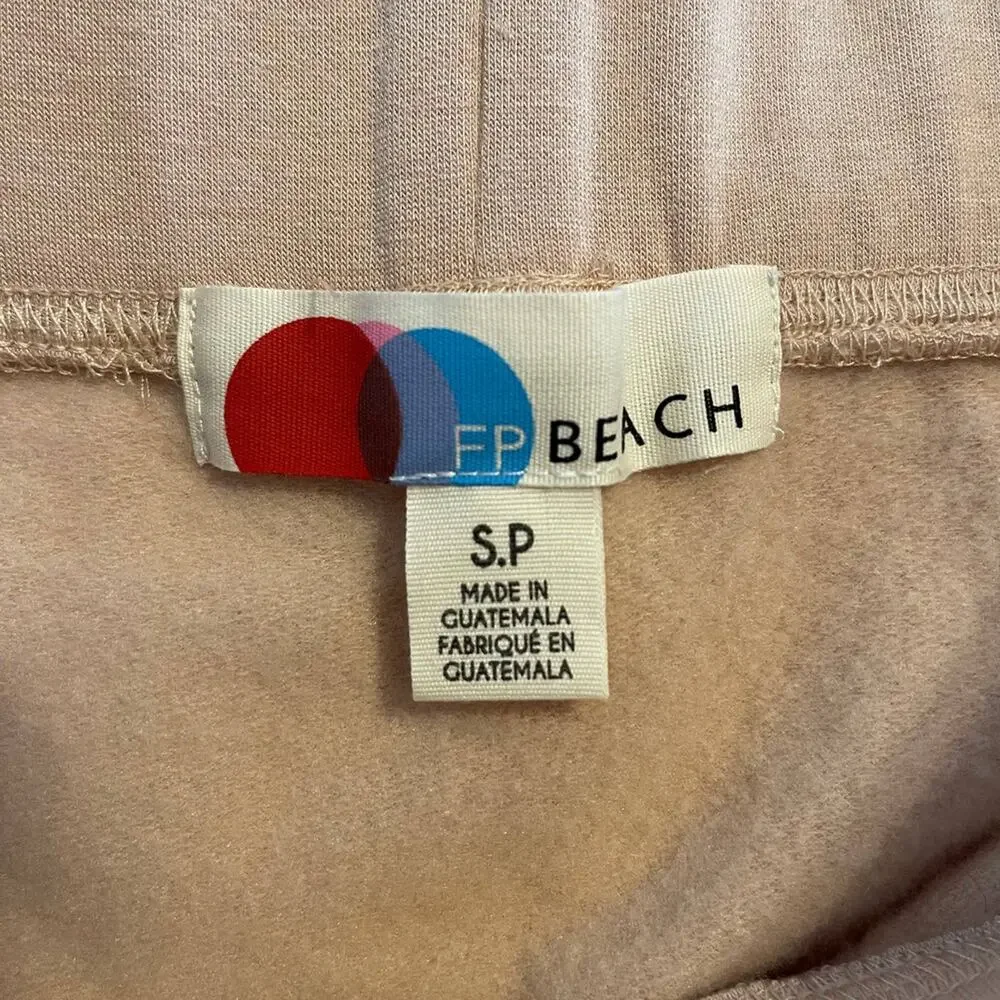 FP BEACH
S.P
MADE IN
GUATEMALA
FABRIQUÉ EN
GUATEMALA